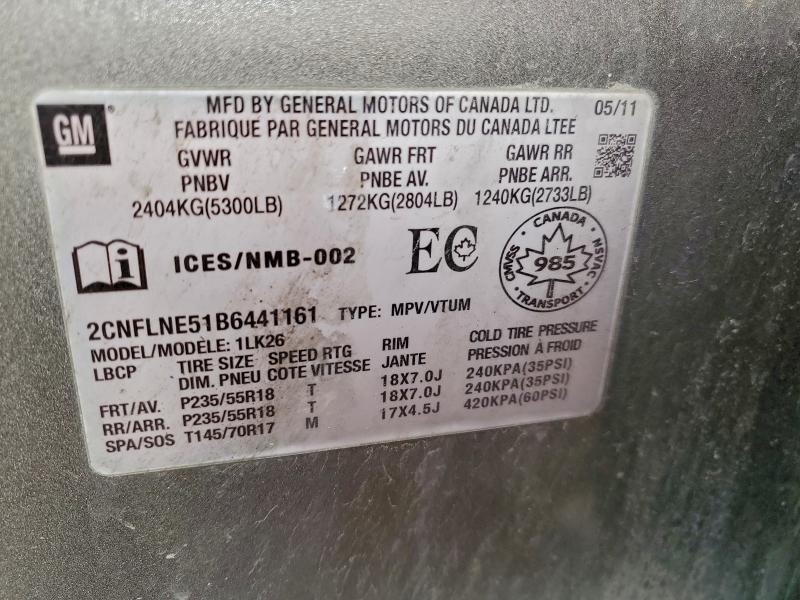 GM
MFD BY GENERAL MOTORS OF CANADA LTD. 05/11
FABRIQUÉ PAR GENERAL MOTORS DU CANADA LTEE
GVWR GAWR FRT GAWR RR
PNBV PNBE AV. PNBE ARR.
2404KG(5300LB) 1272KG(2804LB) 1240KG(2733LB)
i ICES/NMB-002 EC
CANADA
CMVSS 985 NSVAC
TRANSPORT
2CNFLNE51B6441161 TYPE: MPV/VTUM
MODEL/MODÈLE: 1LK26
LBCP TIRE SIZE SPEED RTG RIM COLD TIRE PRESSURE
DIM. PNEU COTE VITESSE JANTE PRESSION À FROID
FRT/AV. P235/55R18 T 18X7.0J 240KPA(35PSI)
RR/ARR. P235/55R18 T 18X7.0J 240KPA(35PSI)
SPA/SOS T145/70R17 M 17X4.5J 420KPA(60PSI)